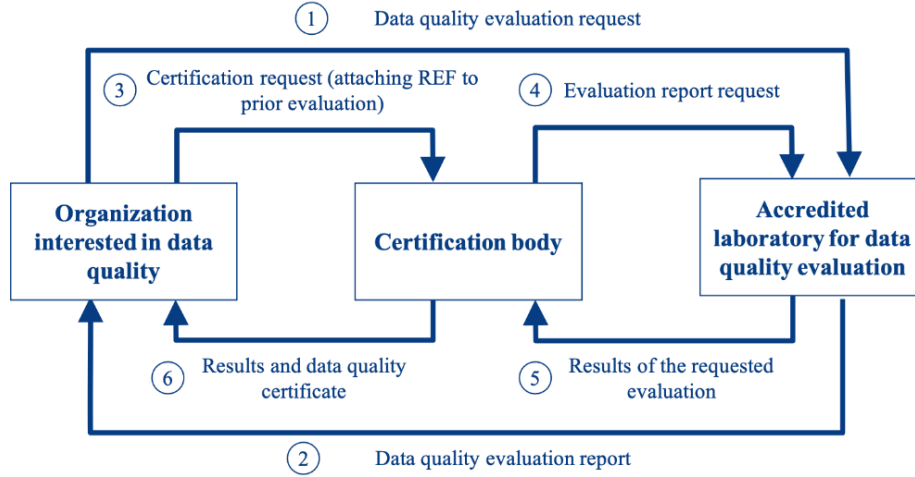 1 Data quality evaluation request
3 Certification request (attaching REF to
prior evaluation)
4 Evaluation report request
Organization
interested in data
quality
Certification body
Accredited
laboratory for data
quality evaluation
6 Results and data quality
certificate
5 Results of the requested
evaluation
2 Data quality evaluation report